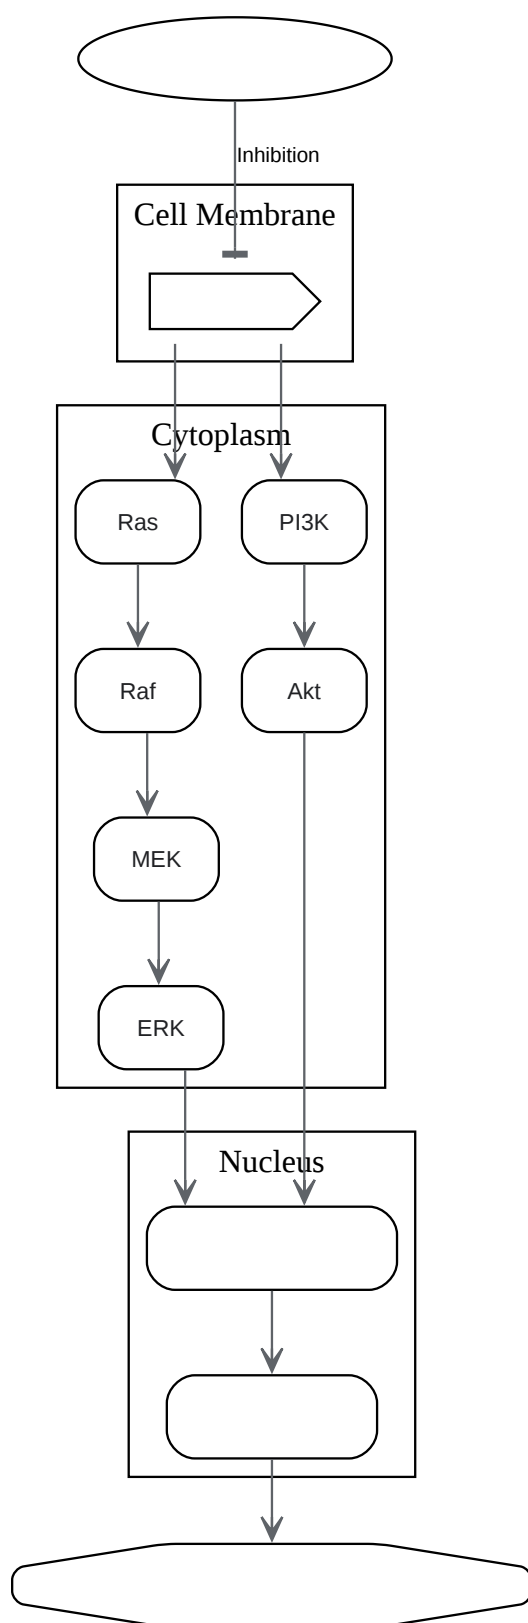 Inhibition
Cell Membrane
Cytoplasm
Ras
PI3K
Raf
Akt
MEK
ERK
Nucleus